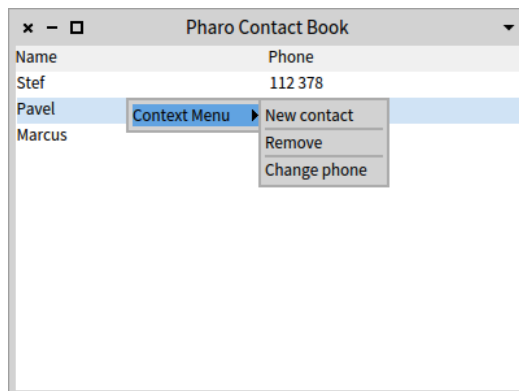 Pharo Contact Book
Name Phone
Stef 112 378
Pavel
Context Menu New contact
Marcus
Remove
Change phone